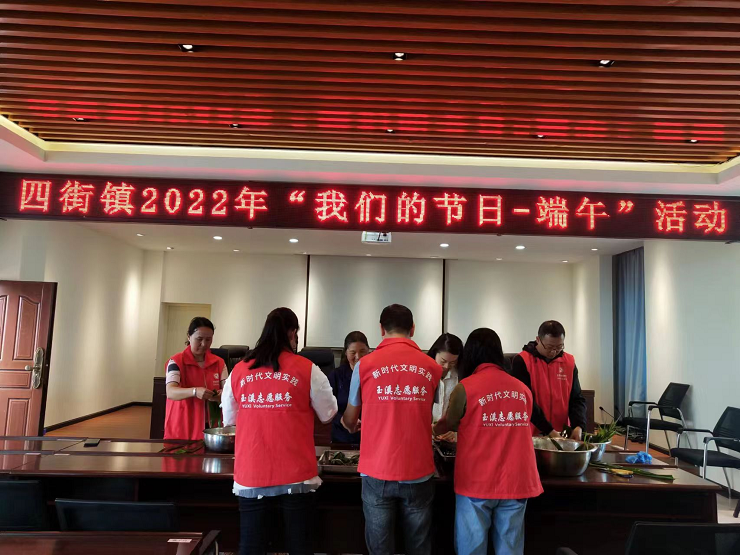 四街镇2022年“我们的节日-端午”活动
新时代文明实践
玉溪志愿服务
YUXI Voluntary Service
新时代文明实践
玉溪志愿服务
YUXI Voluntary Service
新时代文明实践
玉溪志愿服务
YUXI Voluntary Service